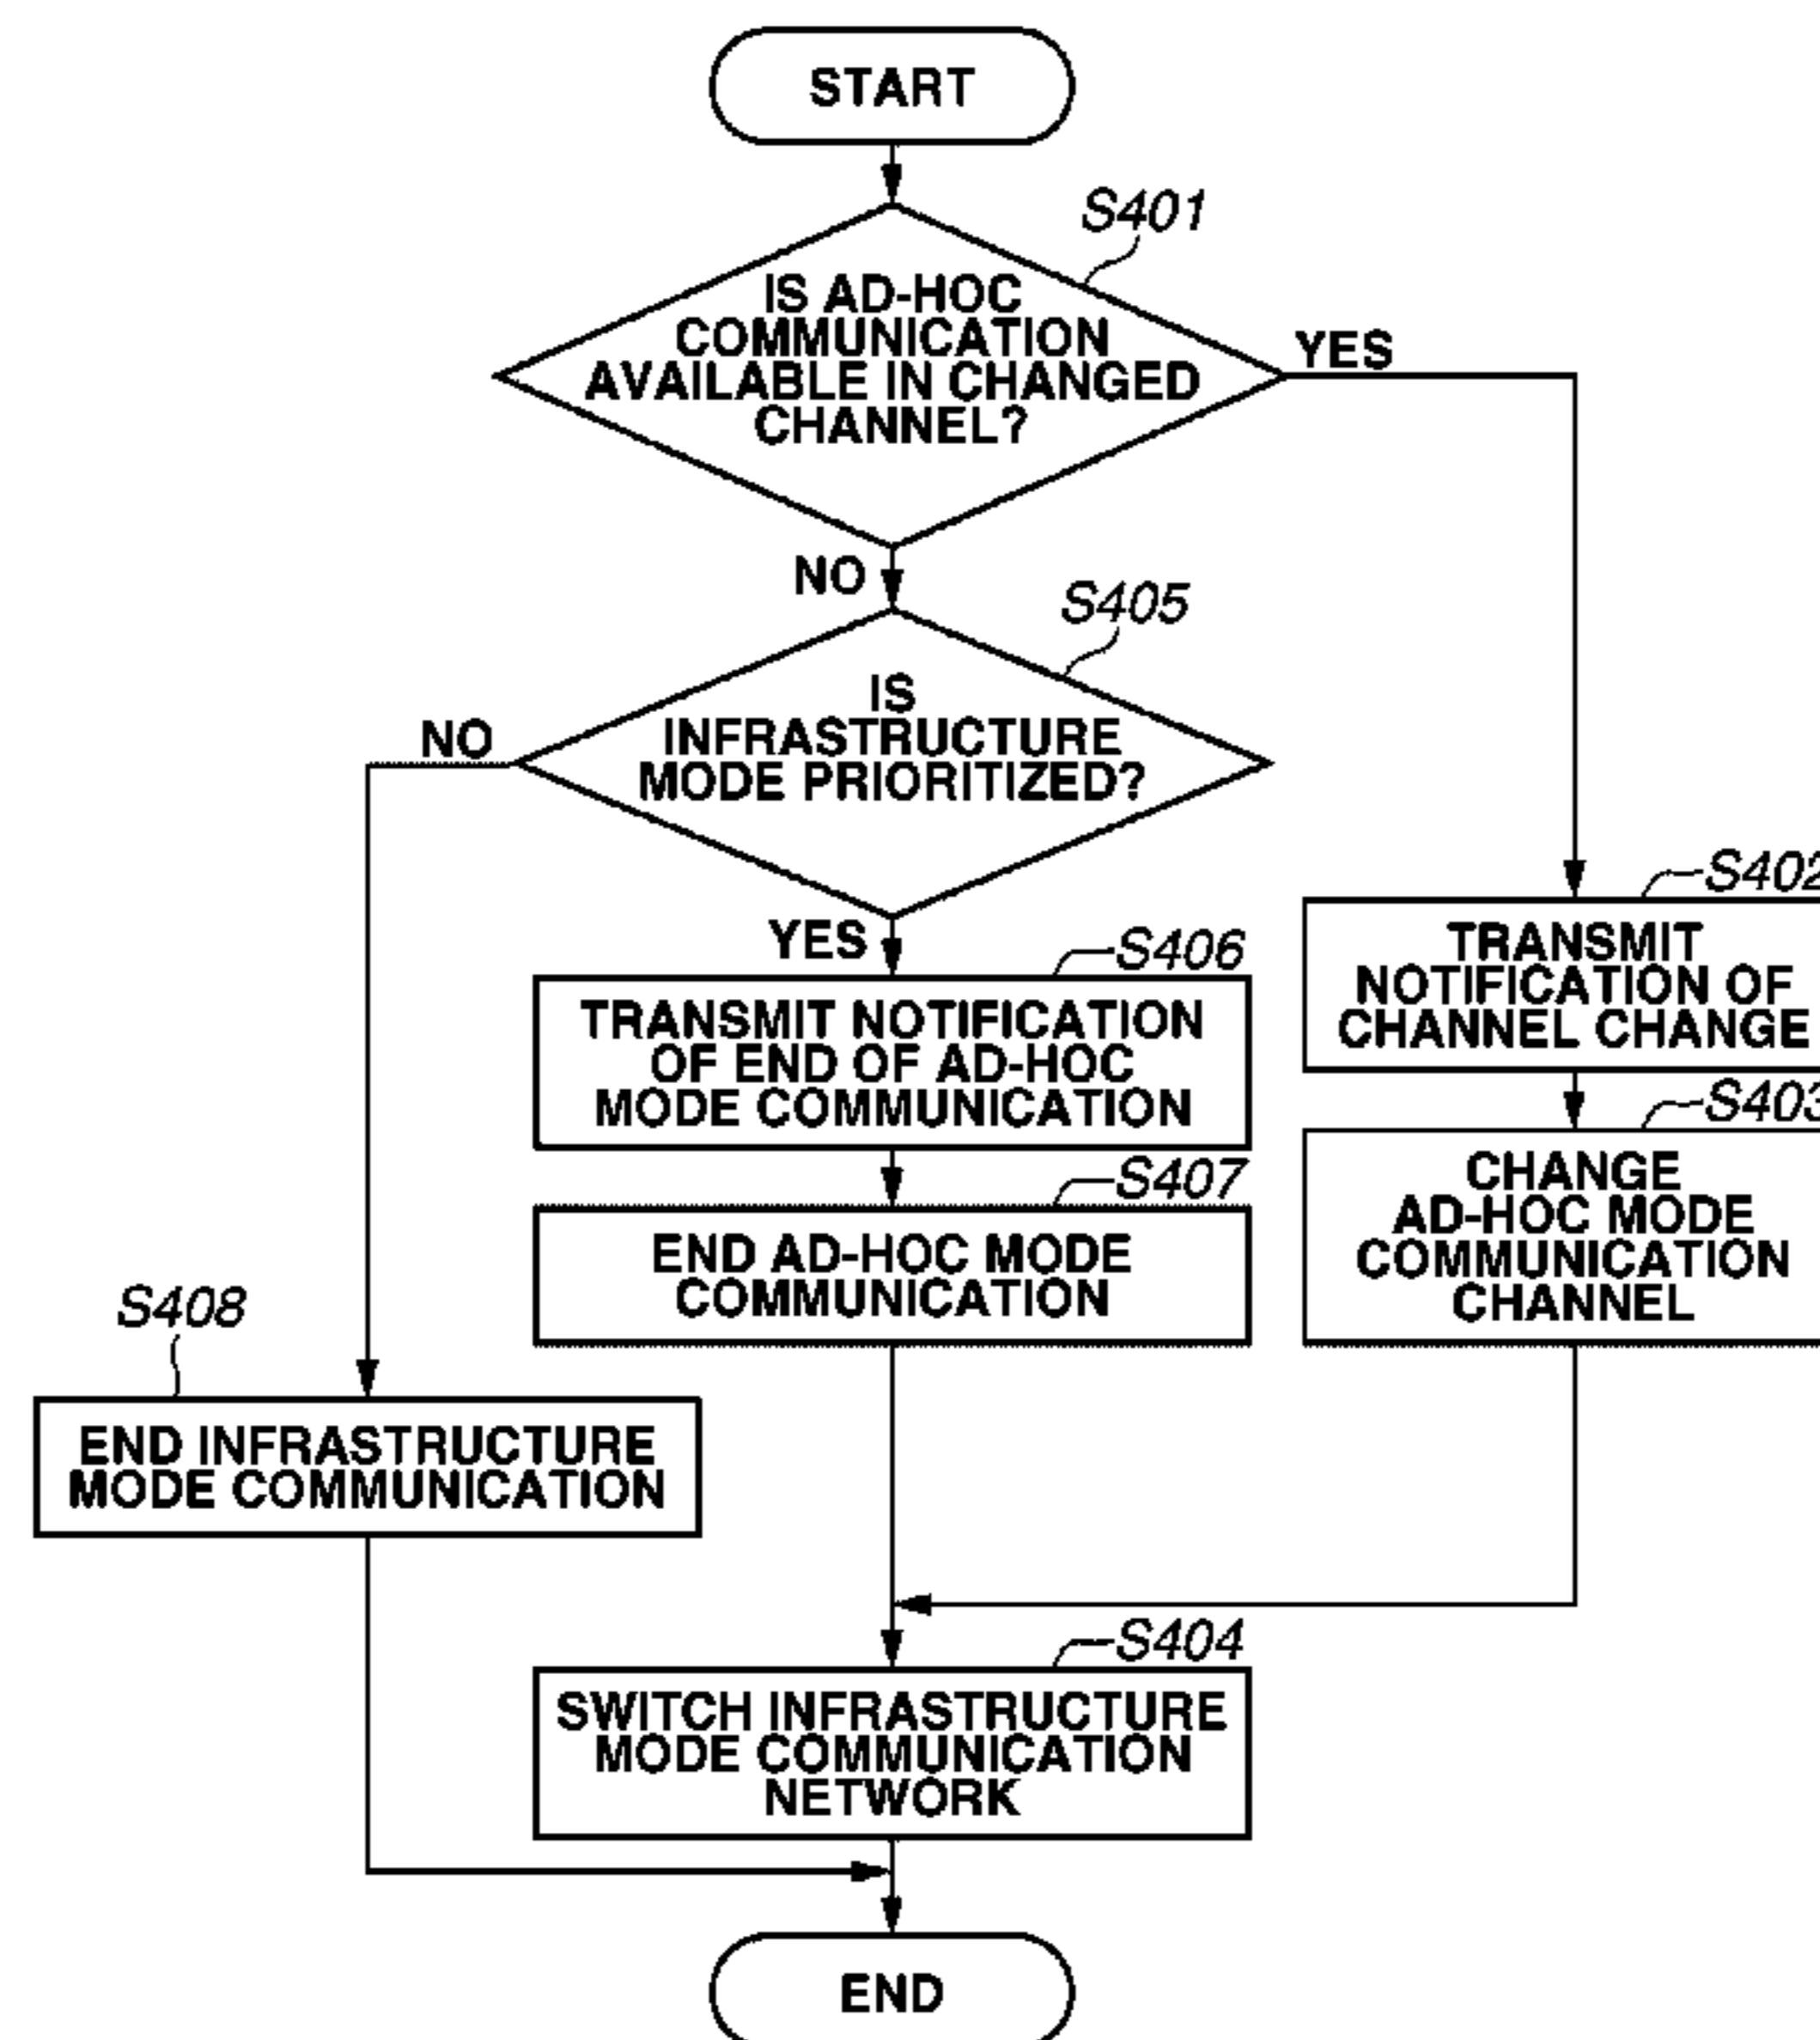 START
S401
IS AD-HOC
COMMUNICATION
AVAILABLE IN CHANGED
CHANNEL?
YES
NO
S405
IS
INFRASTRUCTURE
MODE PRIORITIZED?
NO
YES
S402
TRANSMIT
NOTIFICATION OF
CHANNEL CHANGE
S406
TRANSMIT NOTIFICATION
OF END OF AD-HOC
MODE COMMUNICATION
S403
CHANGE
AD-HOC MODE
COMMUNICATION
CHANNEL
S407
END AD-HOC MODE
COMMUNICATION
S408
END INFRASTRUCTURE
MODE COMMUNICATION
S404
SWITCH INFRASTRUCTURE
MODE COMMUNICATION
NETWORK
END